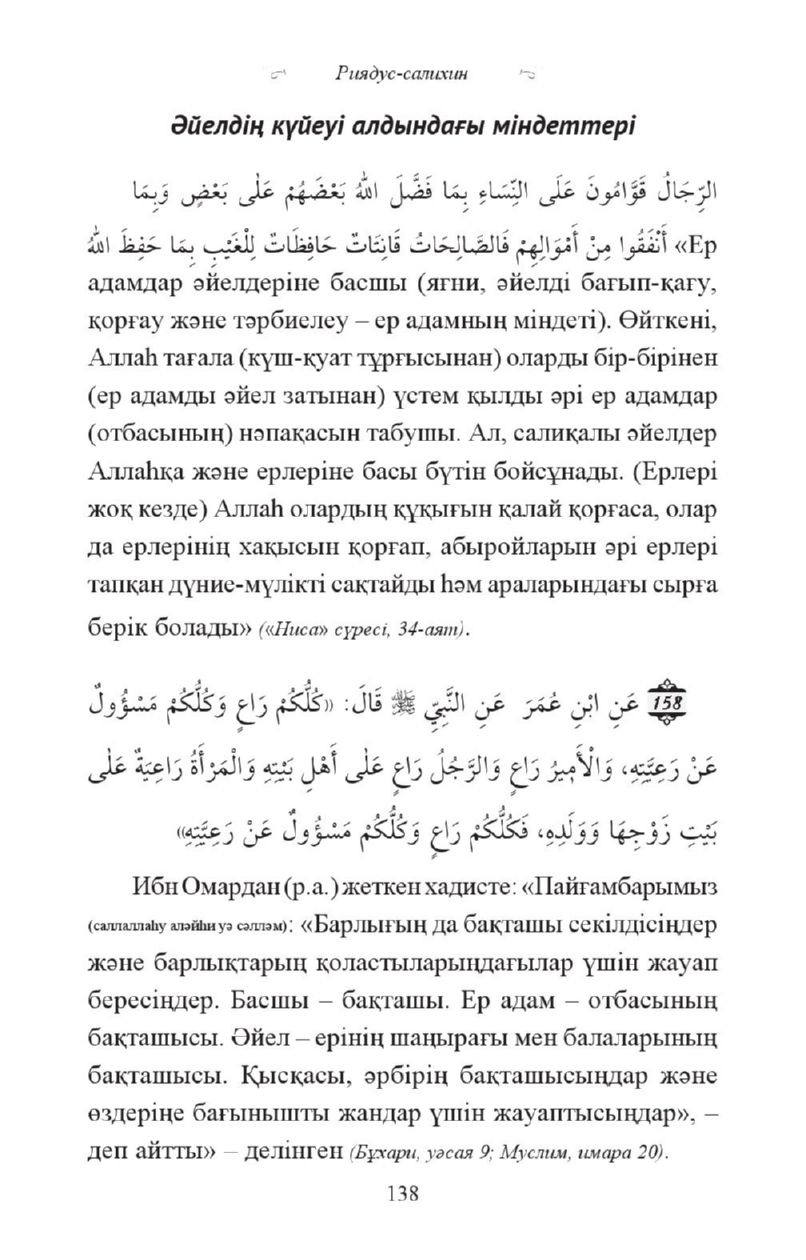 Риядус-салихин
Әйелдің күйеуі алдындағы міндеттері
الرِّجَالُ قَوَّامُونَ عَلَى النِّسَاءِ بِمَا فَضَّلَ اللهُ بَعْضَهُمْ عَلٰى بَعْضٍ وَبِمَا
أَنْفَقُوا مِنْ أَمْوَالِهِمْ فَالصَّالِحَاتُ قَانِتَاتٌ حَافِظَاتٌ لِلْغَيْبِ بِمَا حَفِظَ اللهُ «Ер
адамдар әйелдеріне басшы (яғни, әйелді бағып-қағу,
қорғау және тәрбиелеу – ер адамның міндеті). Өйткені,
Аллаһ тағала (күш-қуат тұрғысынан) оларды бір-бірінен
(ер адамды әйел затынан) үстем қылды әрі ер адамдар
(отбасының) нәпақасын табушы. Ал, салиқалы әйелдер
Аллаһқа және ерлеріне басы бүтін бойсұнады. (Ерлері
жоқ кезде) Аллаһ олардың құқығын қалай қорғаса, олар
да ерлерінің хақысын қорғап, абыройларын әрі ерлері
тапқан дүние-мүлікті сақтайды һәм араларындағы сырға
берік болады» («Ниса» сүресі, 34-аят).
158 عَنِ ابْنِ عُمَرَ عَنِ النَّبِيِّ ﷺ قَالَ: «كُلُّكُمْ رَاعٍ وَكُلُّكُمْ مَسْؤُولٌ
عَنْ رَعِيَّتِهِ، وَالْأَمِيرُ رَاعٍ وَالرَّجُلُ رَاعٍ عَلٰى أَهْلِ بَيْتِهِ وَالْمَرْأَةُ رَاعِيَةٌ عَلٰى
بَيْتِ زَوْجِهَا وَوَلَدِهِ، فَكُلُّكُمْ رَاعٍ وَكُلُّكُمْ مَسْؤُولٌ عَنْ رَعِيَّتِهِ»
Ибн Омардан (р.а.) жеткен хадисте: «Пайғамбарымыз
(саллаллаһу аләйһи уә сәлләм): «Барлығың да бақташы секілдісіңдер
және барлықтарың қоластыларыңдағылар үшін жауап
бересіңдер. Басшы – бақташы. Ер адам – отбасының
бақташысы. Әйел – ерінің шаңырағы мен балаларының
бақташысы. Қысқасы, әрбірің бақташысыңдар және
өздеріңе бағынышты жандар үшін жауаптысыңдар», –
деп айтты» – делінген (Бұхари, уәсая 9; Муслим, имара 20).
138